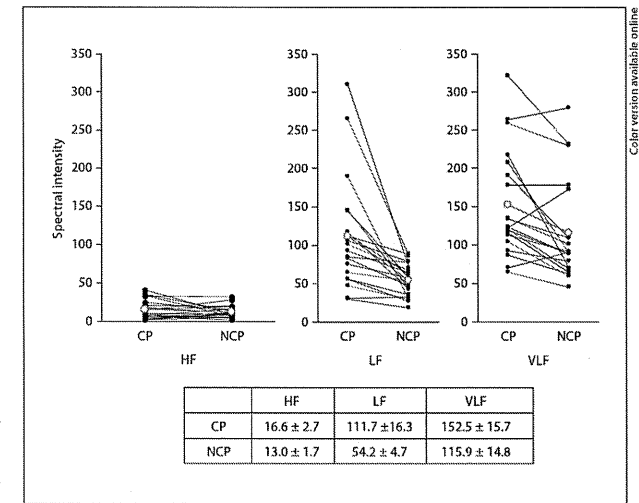 Color version available online
Spectral intensity
350 350 350
300 300 300
250 250 250
200 200 200
150 150 150
100 100 100
50 50 50
0 0 0
CP NCP CP NCP CP NCP
HF LF VLF
HF LF VLF
CP 16.6 ± 2.7 111.7 ±16.3 152.5 ± 15.7
NCP 13.0 ± 1.7 54.2 ± 4.7 115.9 ± 14.8